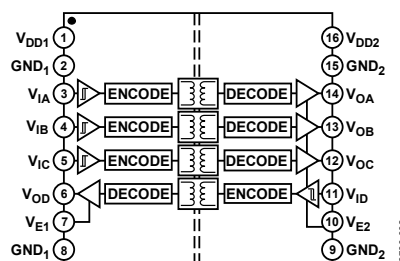 VDD1 1 16 VDD2
GND1 2 15 GND2
VIA 3 ENCODE DECODE 14 VOA
VIB 4 ENCODE DECODE 13 VOB
VIC 5 ENCODE DECODE 12 VOC
VOD 6 DECODE ENCODE 11 VID
VE1 7 10 VE2
GND1 8 9 GND2